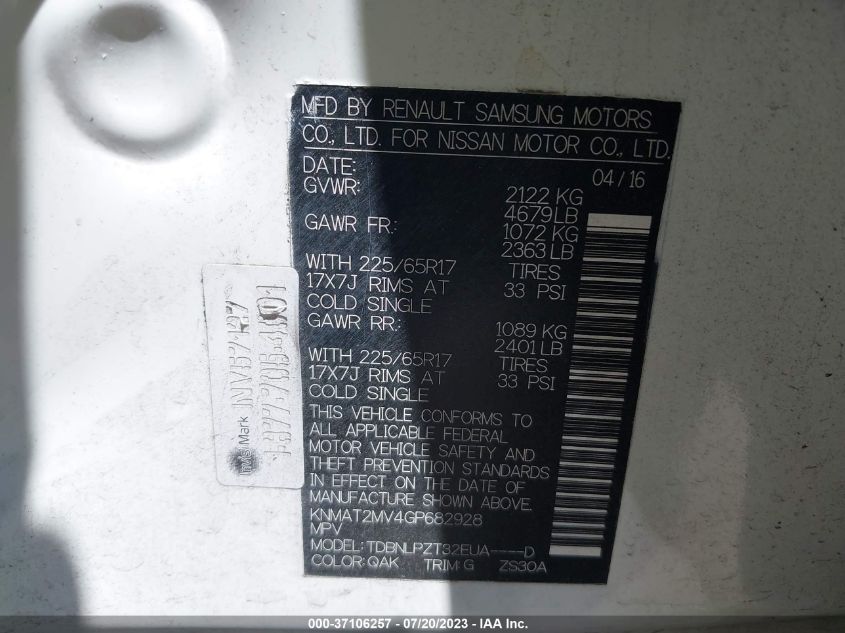 MFD BY RENAULT SAMSUNG MOTORS
CO., LTD. FOR NISSAN MOTOR CO., LTD.
DATE: 04/16
GVWR: 2122 KG
4679LB
GAWR FR: 1072 KG
2363 LB
WITH 225/65R17 TIRES
17X7J RIMS AT 33 PSI
COLD SINGLE
GAWR RR: 1089 KG
2401 LB
WITH 225/65R17 TIRES
17X7J RIMS AT 33 PSI
COLD SINGLE
THIS VEHICLE CONFORMS TO
ALL APPLICABLE FEDERAL
MOTOR VEHICLE SAFETY AND
THEFT PREVENTION STANDARDS
IN EFFECT ON THE DATE OF
MANUFACTURE SHOWN ABOVE.
KNMAT2MV4GP682928
MPV
MODEL: TDBNLPZT32EUA----D
COLOR: QAK TRIM: G ZS30A
Invis Mark
000-37106257 - 07/20/2023 - IAA Inc.